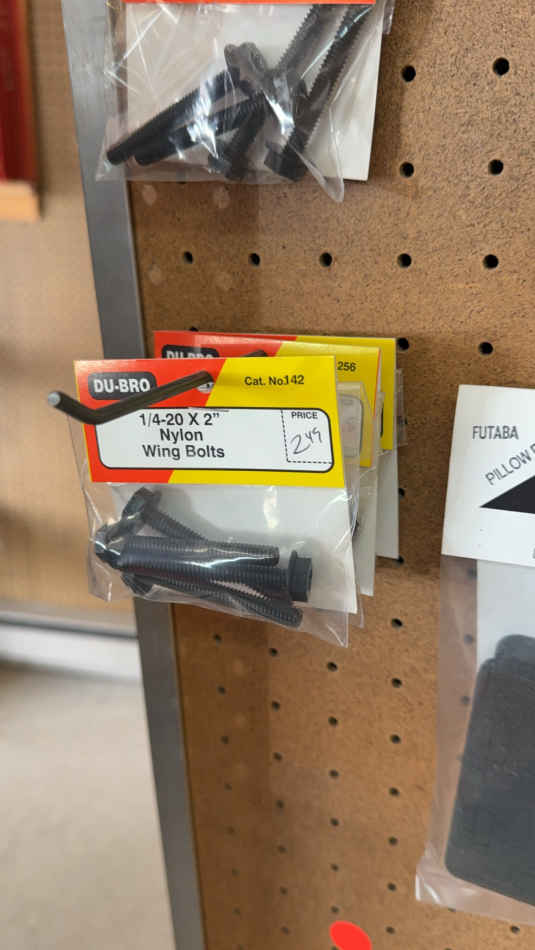 DU-BRO
256
DU-BRO
Cat. No.142
1/4-20 X 2"
Nylon
Wing Bolts
PRICE
2.49
FUTABA
PILLOW